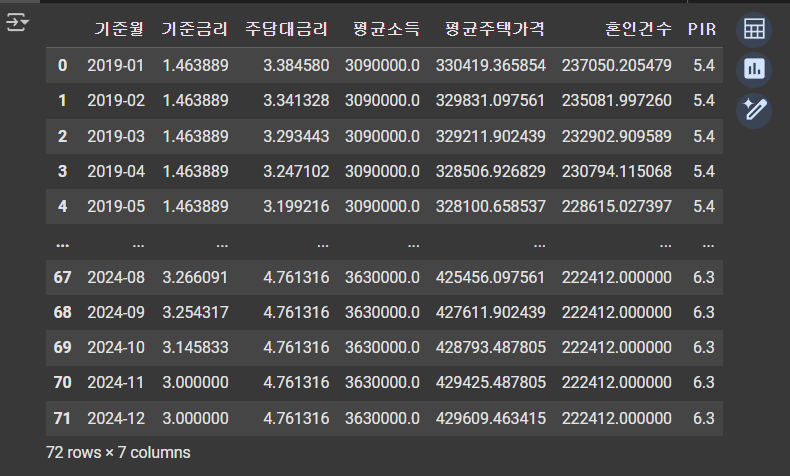 기준월 기준금리 주담대금리 평균소득 평균주택가격 혼인건수 PIR
0 2019-01 1.463889 3.384580 3090000.0 330419.365854 237050.205479 5.4
1 2019-02 1.463889 3.341328 3090000.0 329831.097561 235081.997260 5.4
2 2019-03 1.463889 3.293443 3090000.0 329211.902439 232902.909589 5.4
3 2019-04 1.463889 3.247102 3090000.0 328506.926829 230794.115068 5.4
4 2019-05 1.463889 3.199216 3090000.0 328100.658537 228615.027397 5.4
... ... ... ... ... ... ... ...
67 2024-08 3.266091 4.761316 3630000.0 425456.097561 222412.000000 6.3
68 2024-09 3.254317 4.761316 3630000.0 427611.902439 222412.000000 6.3
69 2024-10 3.145833 4.761316 3630000.0 428793.487805 222412.000000 6.3
70 2024-11 3.000000 4.761316 3630000.0 429425.487805 222412.000000 6.3
71 2024-12 3.000000 4.761316 3630000.0 429609.463415 222412.000000 6.3
72 rows × 7 columns